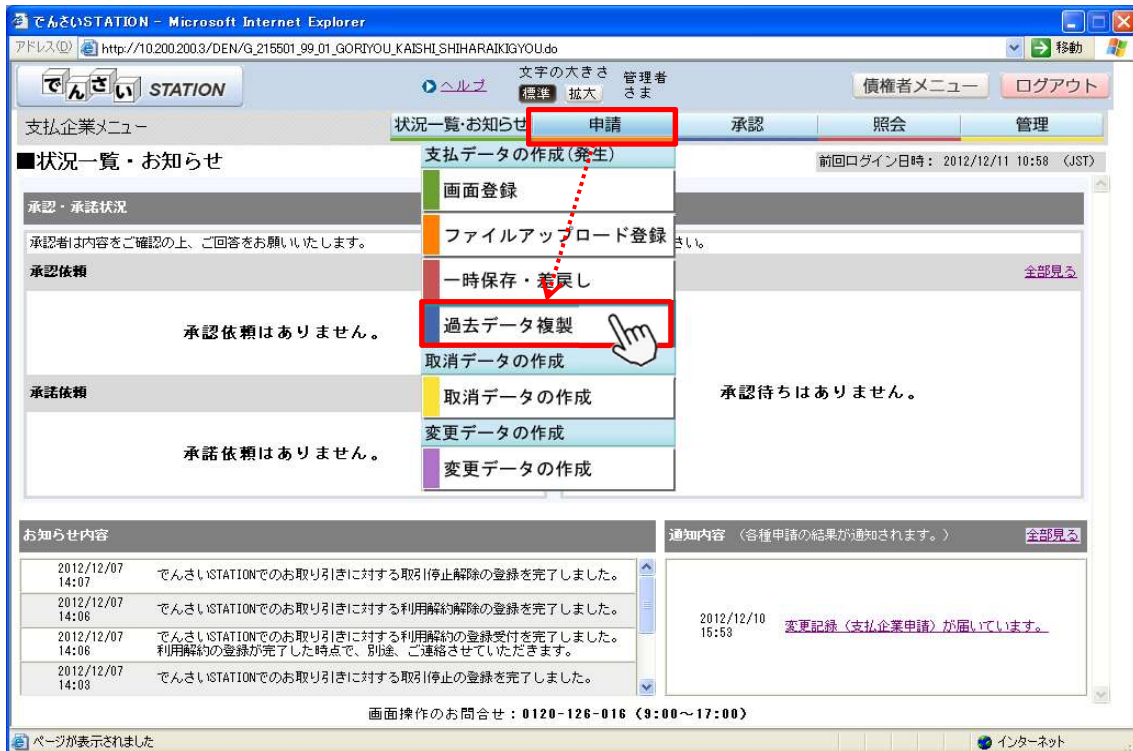 でんさいSTATION - Microsoft Internet Explorer
アドレス(D) http://10.200.200.3/DEN/G_215501_99_01_GORIYOU_KAISHI_SHIHARAIKIGYOU.do 移動
でんさい STATION
ヘルプ
文字の大きさ
標準 拡大
管理者
さま
債権者メニュー ログアウト
支払企業メニュー
状況一覧・お知らせ 申請 承認 照会 管理
■状況一覧・お知らせ
前回ログイン日時： 2012/12/11 10:58 (JST)
支払データの作成(発生)
画面登録
ファイルアップロード登録
一時保存・差戻し
過去データ複製
取消データの作成
取消データの作成
変更データの作成
変更データの作成
承認・承諾状況
承認者は内容をご確認の上、ご回答をお願いいたします。
さい。
承認依頼
全部見る
承認依頼はありません。
承諾依頼
承認待ちはありません。
承諾依頼はありません。
お知らせ内容
2012/12/07
14:07
でんさいSTATIONでのお取り引きに対する取引停止解除の登録を完了しました。
2012/12/07
14:06
でんさいSTATIONでのお取り引きに対する利用解約解除の登録を完了しました。
2012/12/07
14:06
でんさいSTATIONでのお取り引きに対する利用解約の登録受付を完了しました。
利用解約の登録が完了した時点で、別途、ご連絡させていただきます。
2012/12/07
14:03
でんさいSTATIONでのお取り引きに対する取引停止の登録を完了しました。
通知内容 （各種申請の結果が通知されます。） 全部見る
2012/12/10
15:53
変更記録（支払企業申請）が届いています。
画面操作のお問合せ：0120-126-016（9:00～17:00）
ページが表示されました
インターネット